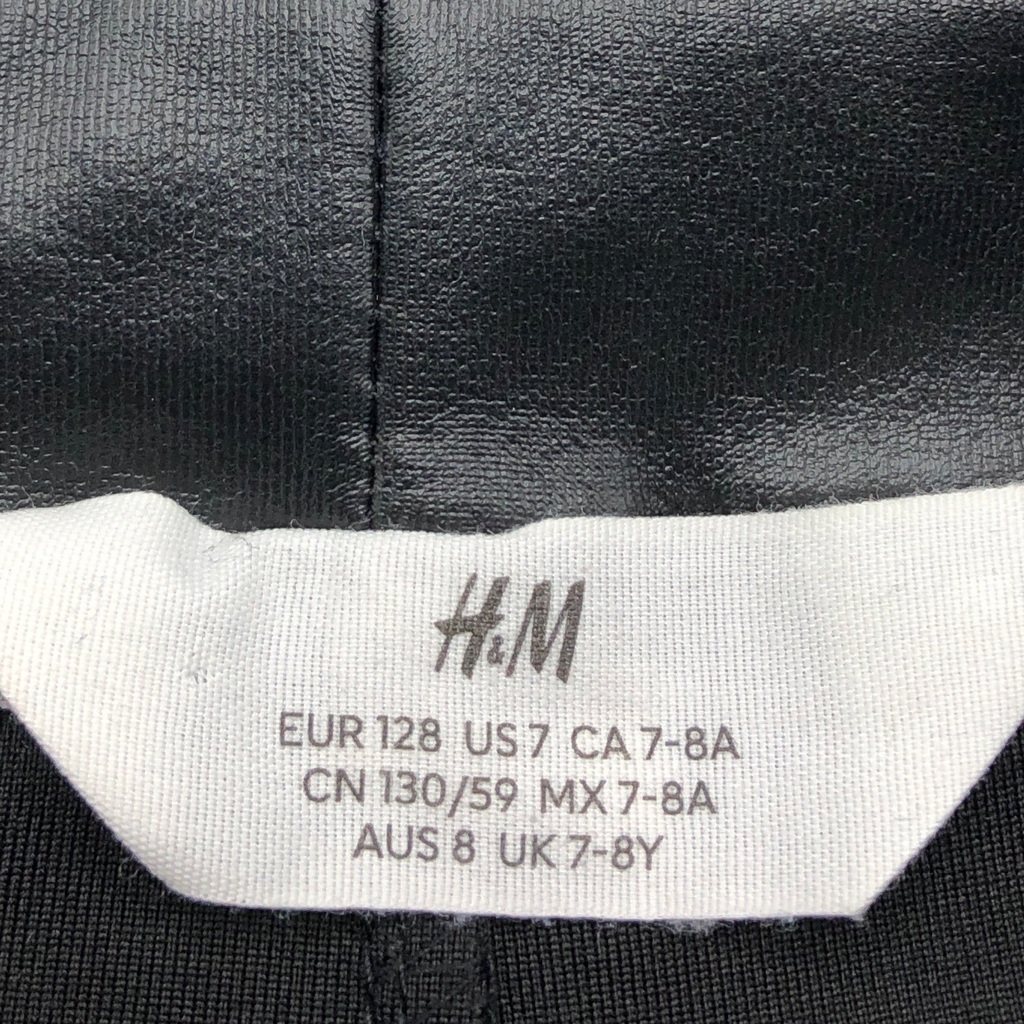 H&M
EUR 128 US 7 CA 7-8A
CN 130/59 MX 7-8A
AUS 8 UK 7-8Y